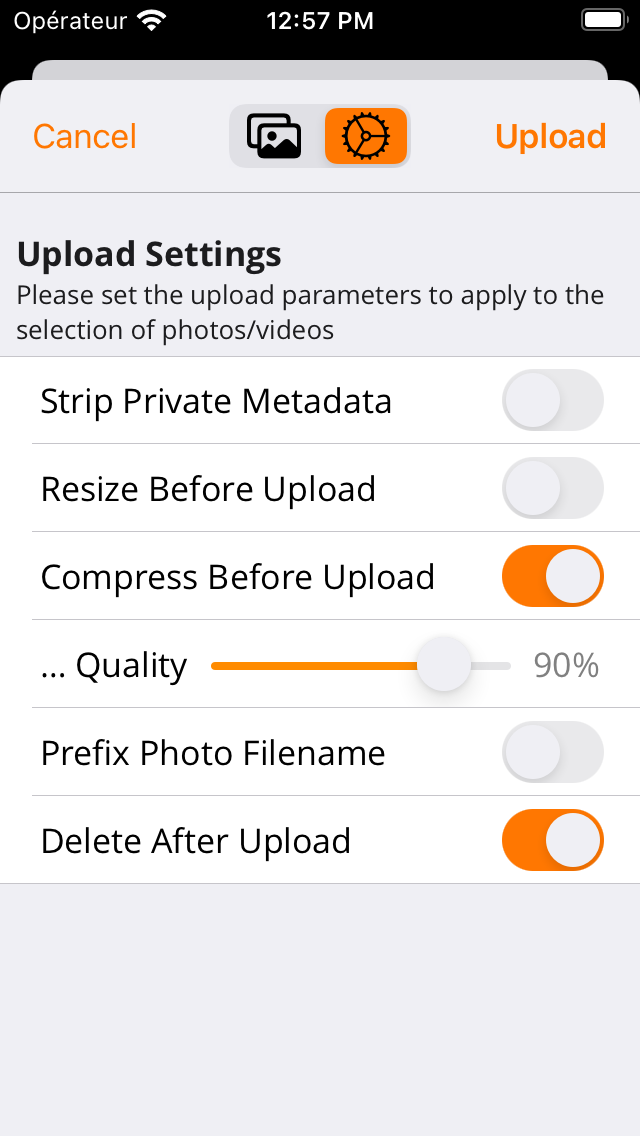 Opérateur 12:57 PM
Cancel Upload
Upload Settings
Please set the upload parameters to apply to the
selection of photos/videos
Strip Private Metadata
Resize Before Upload
Compress Before Upload
... Quality 90%
Prefix Photo Filename
Delete After Upload